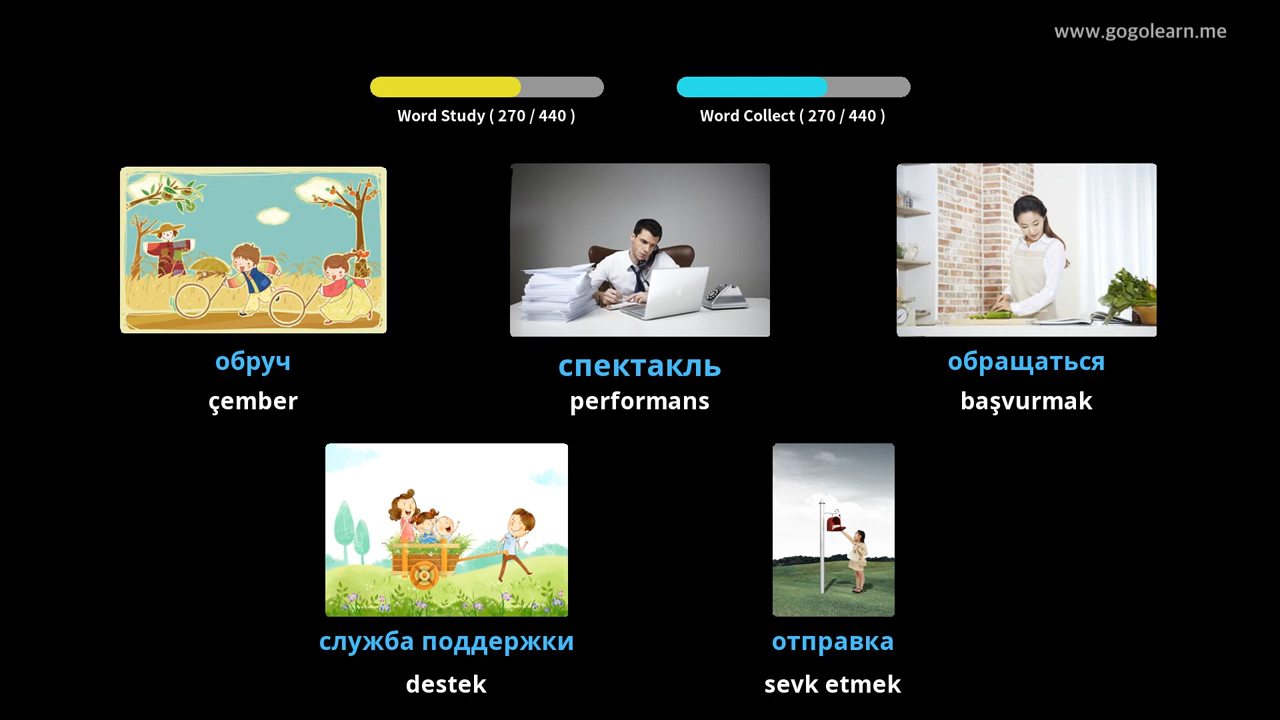 www.gogolearn.me
Word Study ( 270 / 440 )
Word Collect ( 270 / 440 )
обруч
çember
спектакль
performans
обращаться
başvurmak
служба поддержки
destek
отправка
sevk etmek